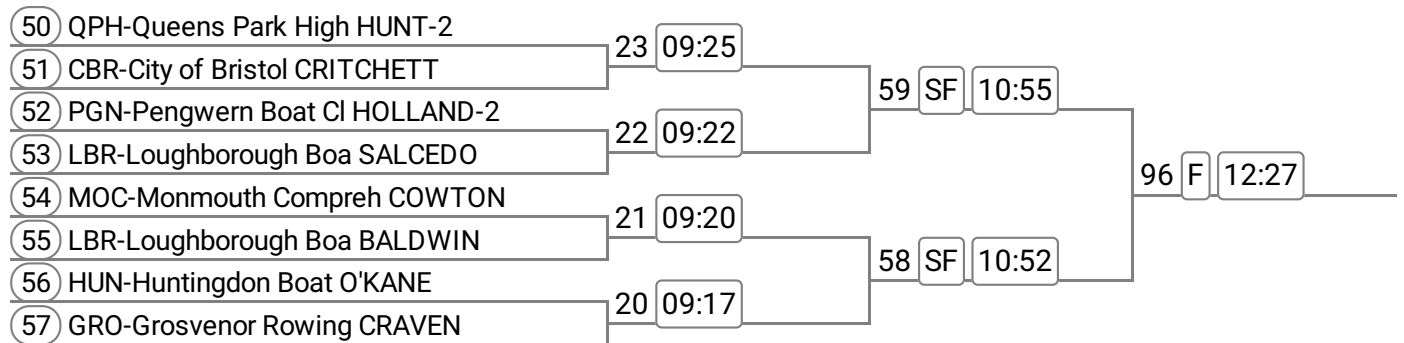 50 QPH-Queens Park High HUNT-2
23 09:25
51 CBR-City of Bristol CRITCHETT
59 SF 10:55
52 PGN-Pengwern Boat Cl HOLLAND-2
22 09:22
53 LBR-Loughborough Boa SALCEDO
96 F 12:27
54 MOC-Monmouth Compreh COWTON
21 09:20
55 LBR-Loughborough Boa BALDWIN
58 SF 10:52
56 HUN-Huntingdon Boat O'KANE
20 09:17
57 GRO-Grosvenor Rowing CRAVEN